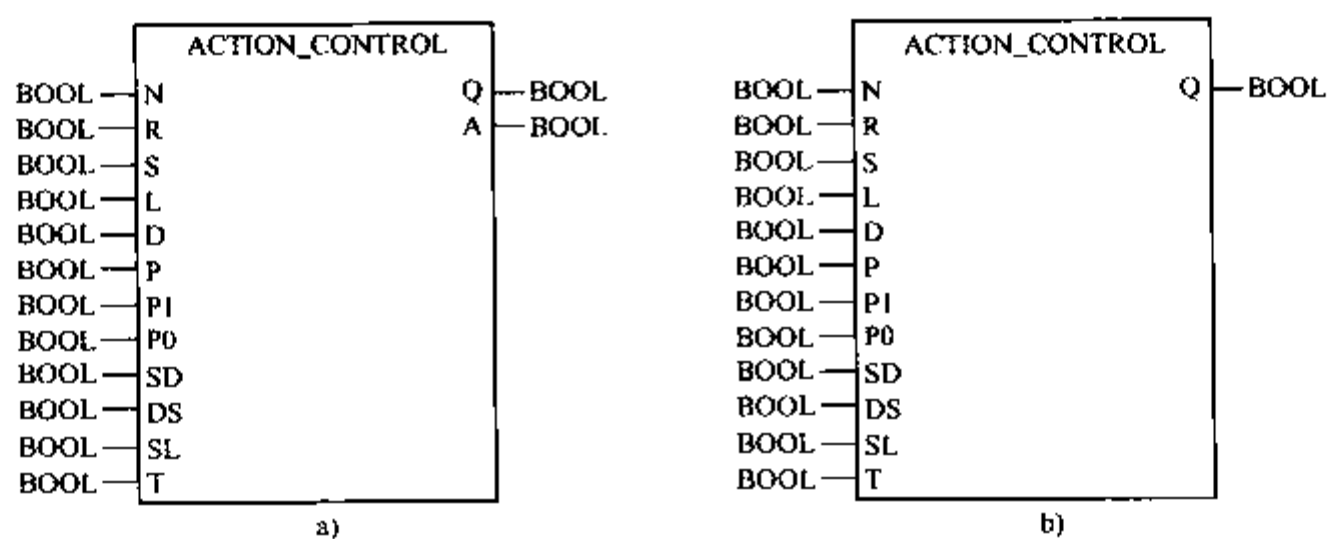 ACTION_CONTROL
BOOL N Q BOOL
BOOL R A BOOL
BOOL S
BOOL L
BOOL D
BOOL P
BOOL P1
BOOL P0
BOOL SD
BOOL DS
BOOL SL
BOOL T
a)
ACTION_CONTROL
BOOL N Q BOOL
BOOL R
BOOL S
BOOL L
BOOL D
BOOL P
BOOL P1
BOOL P0
BOOL SD
BOOL DS
BOOL SL
BOOL T
b)